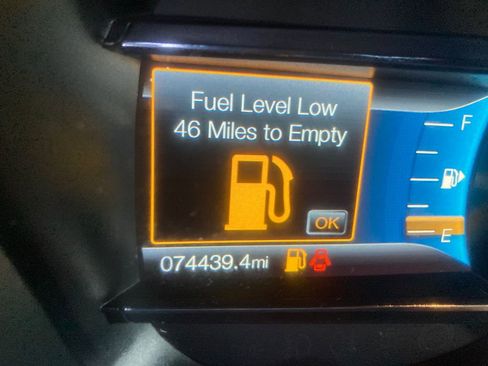 Fuel Level Low
46 Miles to Empty
OK
F
E
074439.4mi